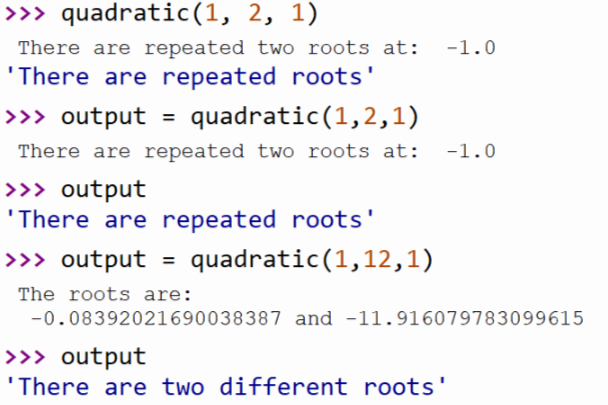 >>> quadratic(1, 2, 1)
There are repeated two roots at:  -1.0
'There are repeated roots'
>>> output = quadratic(1,2,1)
There are repeated two roots at:  -1.0
>>> output
'There are repeated roots'
>>> output = quadratic(1,12,1)
The roots are:
-0.08392021690038387 and -11.916079783099615
>>> output
'There are two different roots'